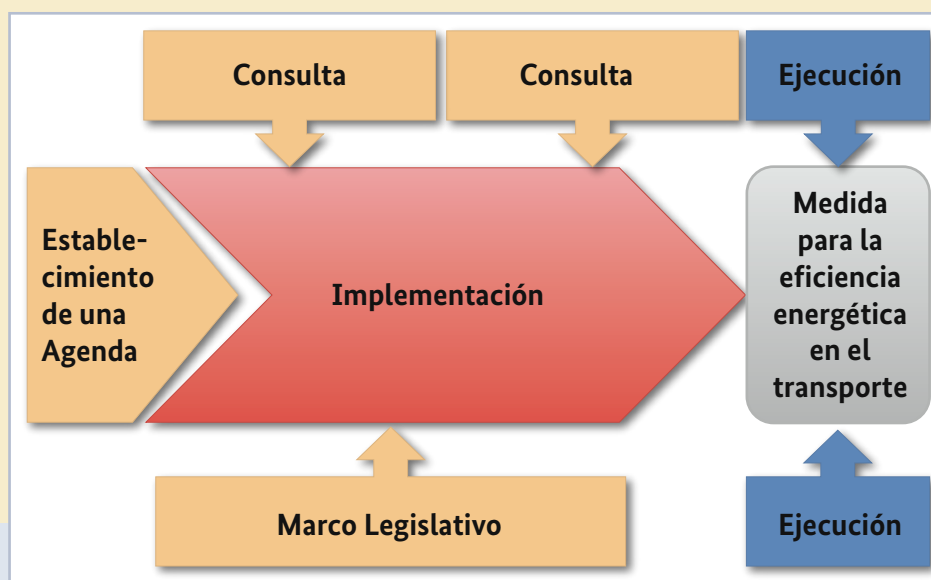 Consulta
Consulta
Ejecución
Estable-
cimiento
de una
Agenda
Implementación
Medida
para la
eficiencia
energética
en el
transporte
Marco Legislativo
Ejecución